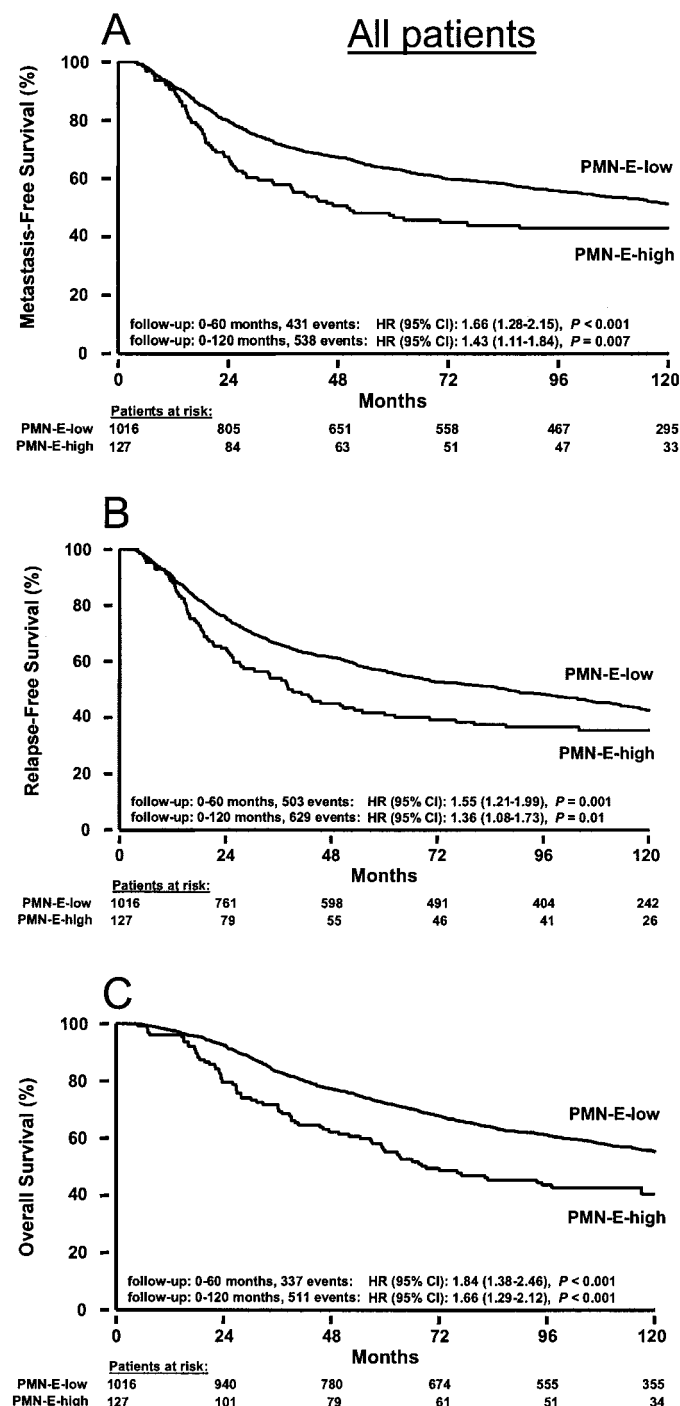 A
All patients
Metastasis-Free Survival (%)
100
80
60
40
20
0
PMN-E-low
PMN-E-high
follow-up: 0-60 months, 431 events: HR (95% CI): 1.66 (1.28-2.15), P < 0.001
follow-up: 0-120 months, 538 events: HR (95% CI): 1.43 (1.11-1.84), P = 0.007
0 24 48 72 96 120
Months
Patients at risk:
PMN-E-low 1016 805 651 558 467 295
PMN-E-high 127 84 63 51 47 33
B
Relapse-Free Survival (%)
100
80
60
40
20
0
PMN-E-low
PMN-E-high
follow-up: 0-60 months, 503 events: HR (95% CI): 1.55 (1.21-1.99), P = 0.001
follow-up: 0-120 months, 629 events: HR (95% CI): 1.36 (1.08-1.73), P = 0.01
0 24 48 72 96 120
Months
Patients at risk:
PMN-E-low 1016 761 598 491 404 242
PMN-E-high 127 79 55 46 41 26
C
Overall Survival (%)
100
80
60
40
20
0
PMN-E-low
PMN-E-high
follow-up: 0-60 months, 337 events: HR (95% CI): 1.84 (1.38-2.46), P < 0.001
follow-up: 0-120 months, 511 events: HR (95% CI): 1.66 (1.29-2.12), P < 0.001
0 24 48 72 96 120
Months
Patients at risk:
PMN-E-low 1016 940 780 674 555 355
PMN-E-high 127 101 79 61 51 34